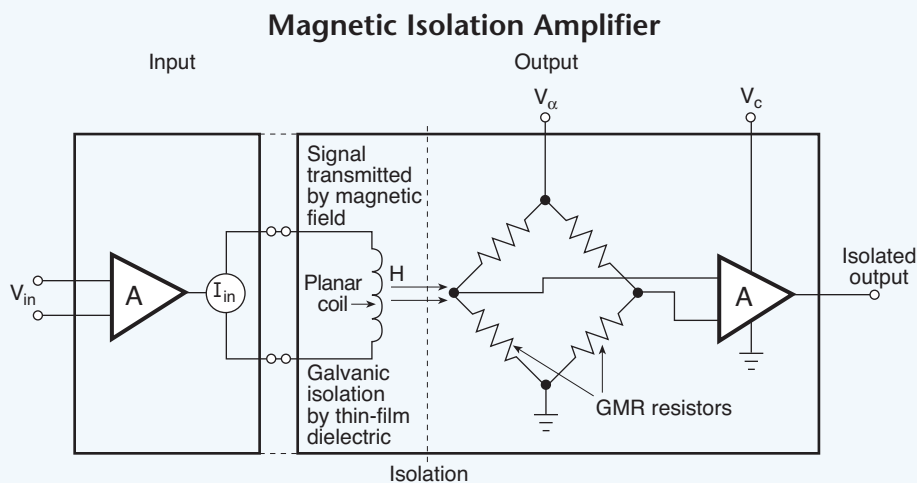 Magnetic Isolation Amplifier
Input
Output
Vα
Vc
Signal
transmitted
by magnetic
field
Isolated
output
Vin
A
Iin
Planar
coil
H
A
Galvanic
isolation
by thin-film
dielectric
GMR resistors
Isolation